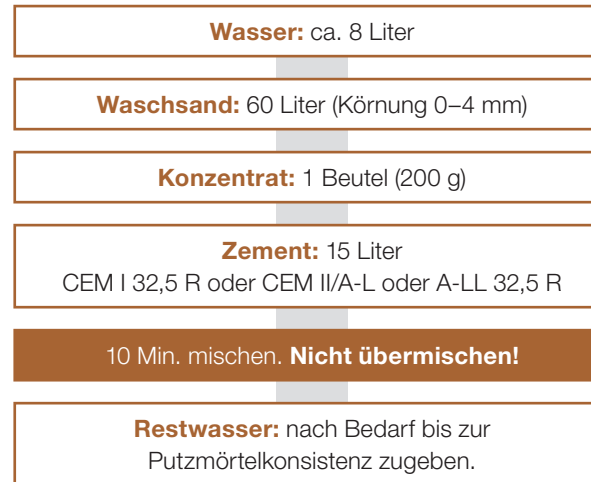 Wasser: ca. 8 Liter
Waschsand: 60 Liter (Körnung 0–4 mm)
Konzentrat: 1 Beutel (200 g)
Zement: 15 Liter
CEM I 32,5 R oder CEM II/A-L oder A-LL 32,5 R
10 Min. mischen. Nicht übermischen!
Restwasser: nach Bedarf bis zur
Putzmörtelkonsistenz zugeben.